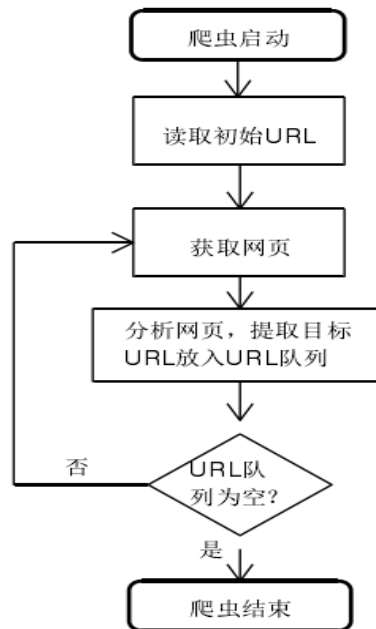 爬虫启动
读取初始URL
获取网页
分析网页，提取目标
URL放入URL队列
否
URL队
列为空？
是
爬虫结束